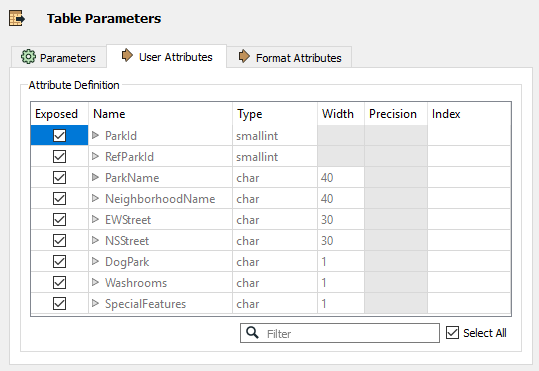 Table Parameters
Parameters User Attributes Format Attributes
Attribute Definition
Exposed Name Type Width Precision Index
ParkId smallint
RefParkId smallint
ParkName char 40
NeighborhoodName char 40
EWStreet char 30
NSStreet char 30
DogPark char 1
Washrooms char 1
SpecialFeatures char 1
Filter Select All